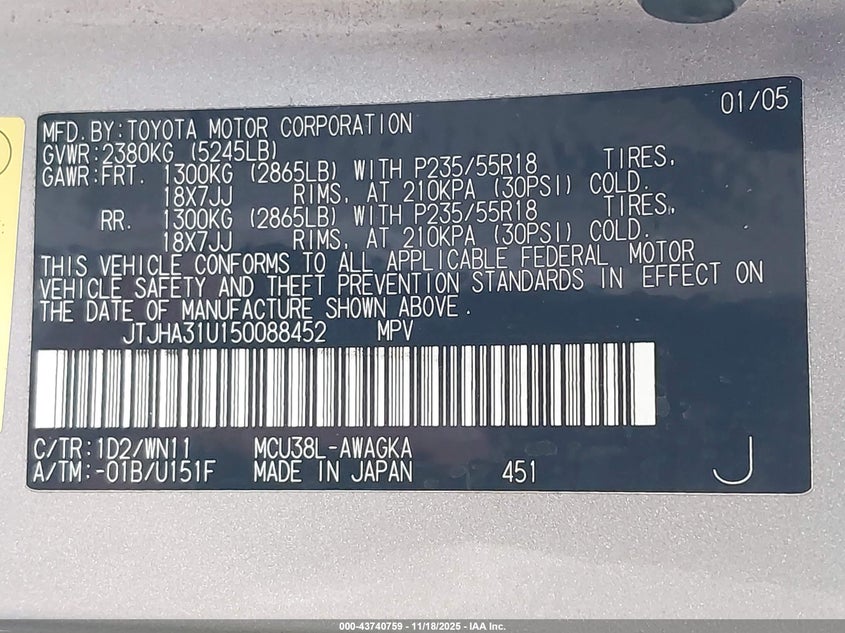 01/05
MFD. BY: TOYOTA MOTOR CORPORATION
GVWR: 2380KG (5245LB)
GAWR: FRT. 1300KG (2865LB) WITH P235/55R18 TIRES,
18X7JJ RIMS, AT 210KPA (30PSI) COLD.
RR. 1300KG (2865LB) WITH P235/55R18 TIRES,
18X7JJ RIMS, AT 210KPA (30PSI) COLD.
THIS VEHICLE CONFORMS TO ALL APPLICABLE FEDERAL MOTOR
VEHICLE SAFETY AND THEFT PREVENTION STANDARDS IN EFFECT ON
THE DATE OF MANUFACTURE SHOWN ABOVE.
JTJHA31U150088452 MPV
C/TR: 1D2/WN11 MCU38L-AWAGKA
A/TM: -01B/U151F MADE IN JAPAN 451 J
000-43740759 - 11/18/2025 - IAA Inc.